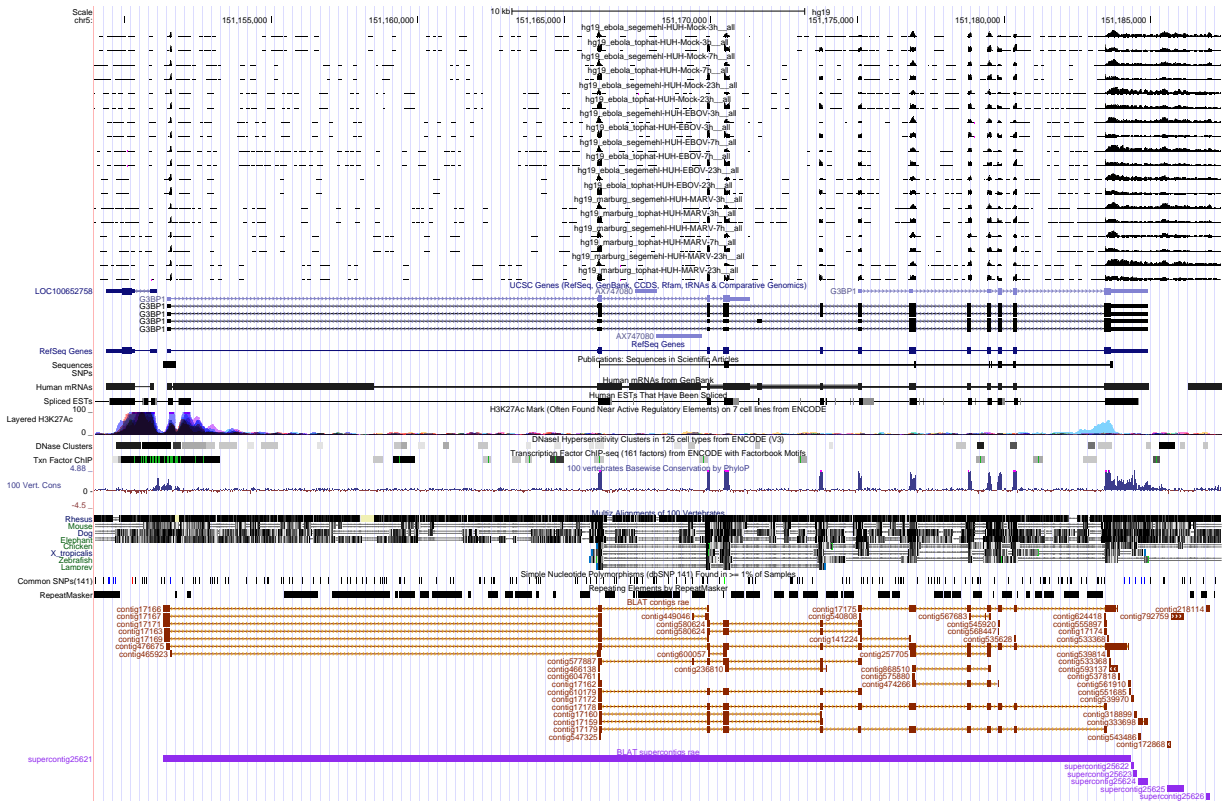 Scale 10 kb hg19
chr5: 151,155,000 151,160,000 151,165,000 151,170,000 151,175,000 151,180,000 151,185,000
hg19_ebola_segemehl-HUH-Mock-3h__all
hg19_ebola_tophat-HUH-Mock-3h__all
hg19_ebola_segemehl-HUH-Mock-7h__all
hg19_ebola_tophat-HUH-Mock-7h__all
hg19_ebola_segemehl-HUH-Mock-23h__all
hg19_ebola_tophat-HUH-Mock-23h__all
hg19_ebola_segemehl-HUH-EBOV-3h__all
hg19_ebola_tophat-HUH-EBOV-3h__all
hg19_ebola_segemehl-HUH-EBOV-7h__all
hg19_ebola_tophat-HUH-EBOV-7h__all
hg19_ebola_segemehl-HUH-EBOV-23h__all
hg19_ebola_tophat-HUH-EBOV-23h__all
hg19_marburg_segemehl-HUH-MARV-3h__all
hg19_marburg_tophat-HUH-MARV-3h__all
hg19_marburg_segemehl-HUH-MARV-7h__all
hg19_marburg_tophat-HUH-MARV-7h__all
hg19_marburg_segemehl-HUH-MARV-23h__all
hg19_marburg_tophat-HUH-MARV-23h__all
UCSC Genes (RefSeq, GenBank, CCDS, Rfam, tRNAs & Comparative Genomics)
LOC100652758 AX747080 G3BP1
G3BP1
G3BP1
G3BP1
G3BP1
G3BP1
AX747080
RefSeq Genes
RefSeq Genes
Publications: Sequences in Scientific Articles
Sequences
SNPs
Human mRNAs from GenBank
Human mRNAs
Human ESTs That Have Been Spliced
Spliced ESTs
H3K27Ac Mark (Often Found Near Active Regulatory Elements) on 7 cell lines from ENCODE
100 _
Layered H3K27Ac
0 _
DNaseI Hypersensitivity Clusters in 125 cell types from ENCODE (V3)
DNase Clusters
Transcription Factor ChIP-seq (161 factors) from ENCODE with Factorbook Motifs
Txn Factor ChIP
100 vertebrates Basewise Conservation by PhyloP
4.88 _
100 Vert. Cons
0 -
-4.5 _
Multiz Alignments of 100 Vertebrates
Rhesus
Mouse
Dog
Elephant
Chicken
X_tropicalis
Zebrafish
Lamprey
Simple Nucleotide Polymorphisms (dbSNP 141) Found in >= 1% of Samples
Common SNPs(141)
Repeating Elements by RepeatMasker
RepeatMasker
BLAT contigs rae
contig17166 contig17175 contig218114
contig17167 contig449046 contig540808 contig567683 contig624418 contig792759
contig17171 contig580624 contig545920 contig555897
contig17163 contig580624 contig568447 contig17174
contig17169 contig141224 contig535628 contig533368
contig476675
contig465923 contig600057 contig257705 contig539814
contig577887 contig533368
contig466138 contig236810 contig868510 contig593137
contig604761 contig575880 contig537818
contig17162 contig474266 contig561910
contig610179 contig551685
contig17172 contig539970
contig17178
contig17160 contig318899
contig17159 contig333698
contig17179
contig547325 contig543486
contig172868
BLAT supercontigs rae
supercontig25621
supercontig25622
supercontig25623
supercontig25624
supercontig25625
supercontig25626